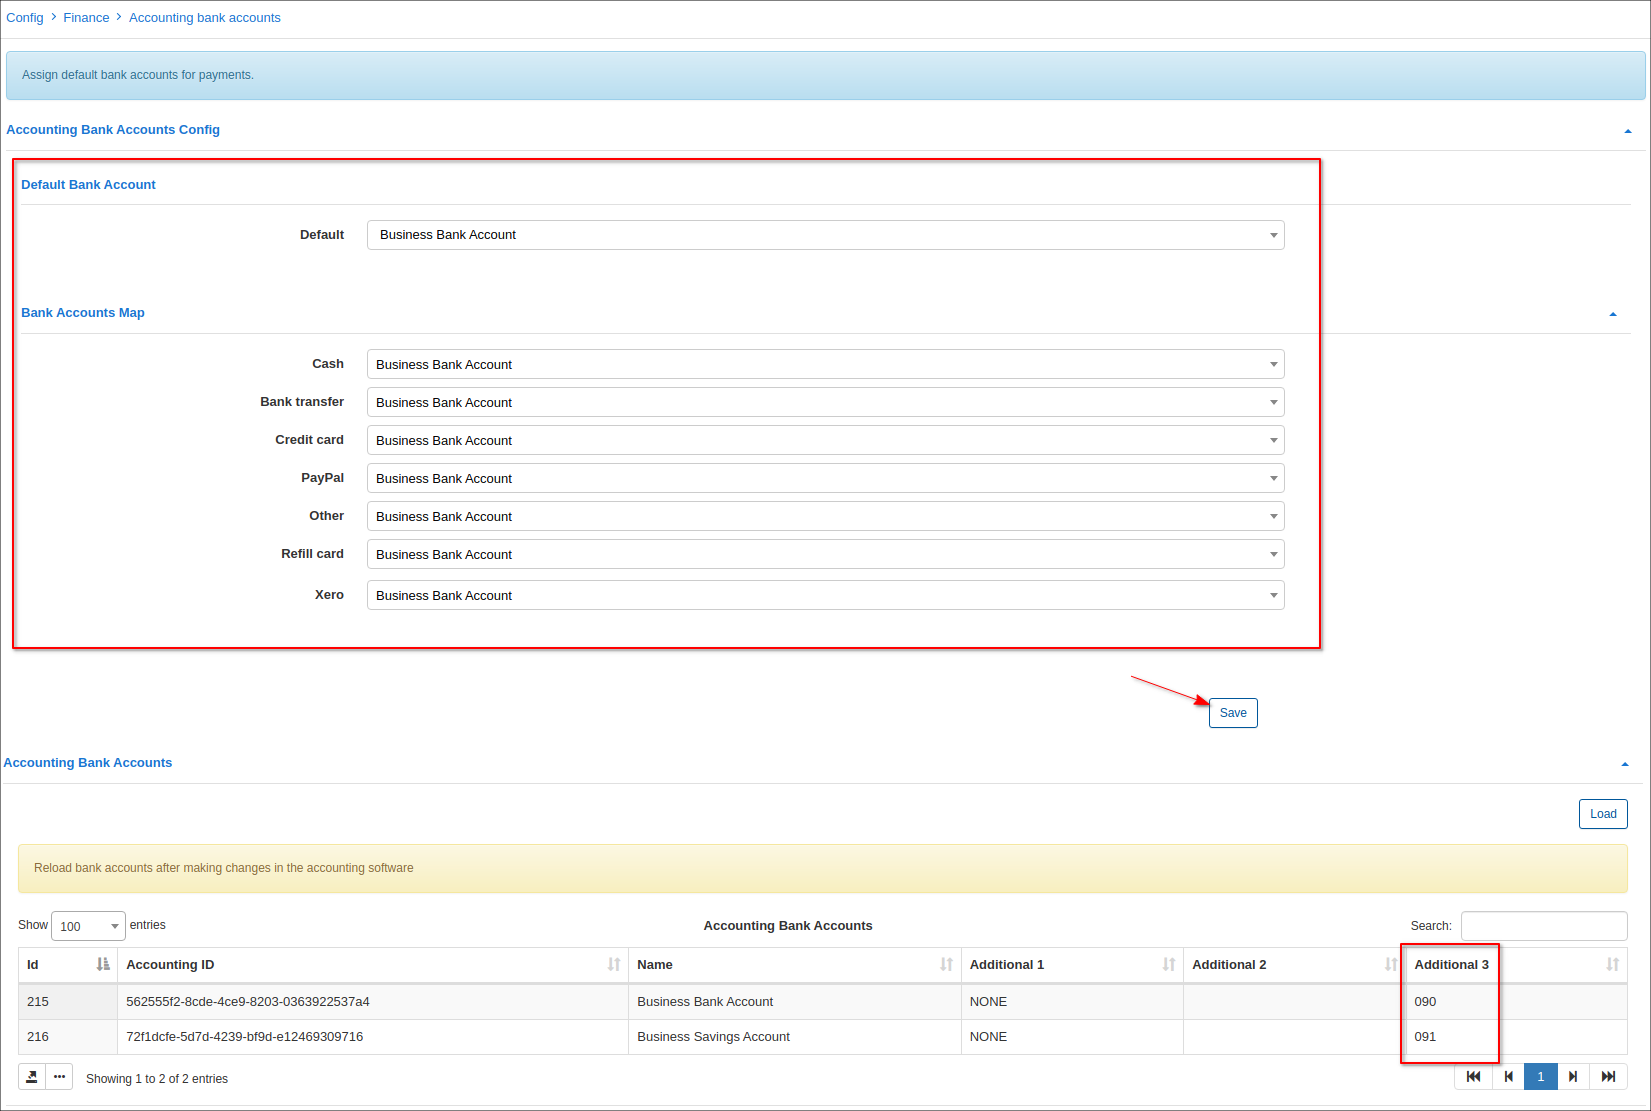 Config > Finance > Accounting bank accounts
Assign default bank accounts for payments.
Accounting Bank Accounts Config
Default Bank Account
Default Business Bank Account
Bank Accounts Map
Cash Business Bank Account
Bank transfer Business Bank Account
Credit card Business Bank Account
PayPal Business Bank Account
Other Business Bank Account
Refill card Business Bank Account
Xero Business Bank Account
Save
Accounting Bank Accounts
Load
Reload bank accounts after making changes in the accounting software
Show 100 entries Accounting Bank Accounts Search:
Id Accounting ID Name Additional 1 Additional 2 Additional 3
215 562555f2-8cde-4ce9-8203-0363922537a4 Business Bank Account NONE 090
216 72f1dcfe-5d7d-4239-bf9d-e12469309716 Business Savings Account NONE 091
Showing 1 to 2 of 2 entries 1